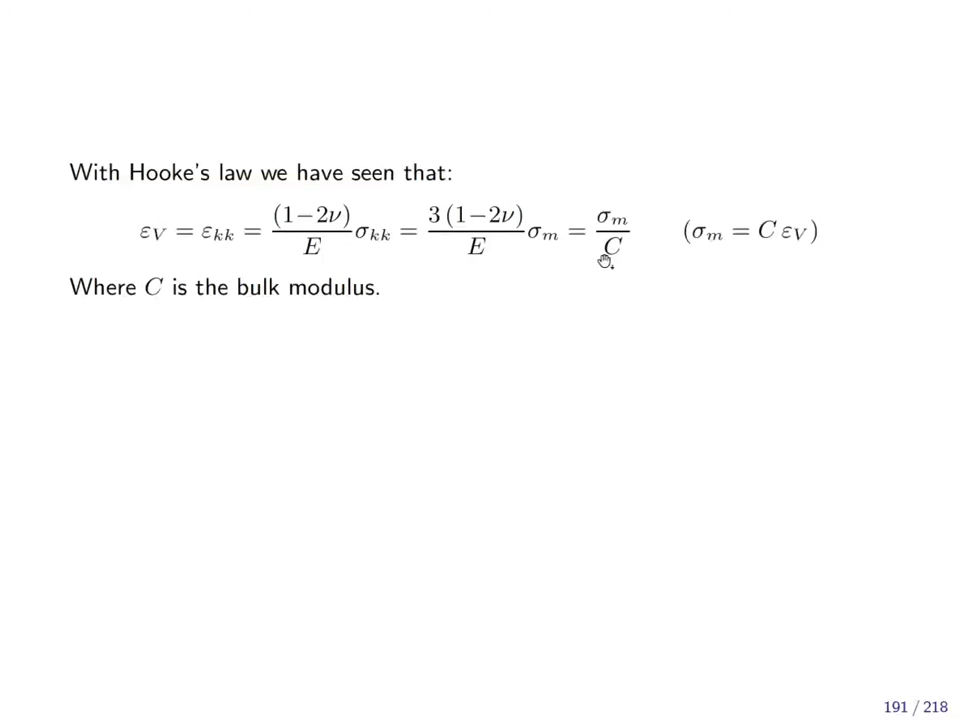 With Hooke's law we have seen that:
ε_V = ε_kk = (1−2ν)/E σ_kk = 3(1−2ν)/E σ_m = σ_m/C (σ_m = C ε_V)
Where C is the bulk modulus.
191 / 218